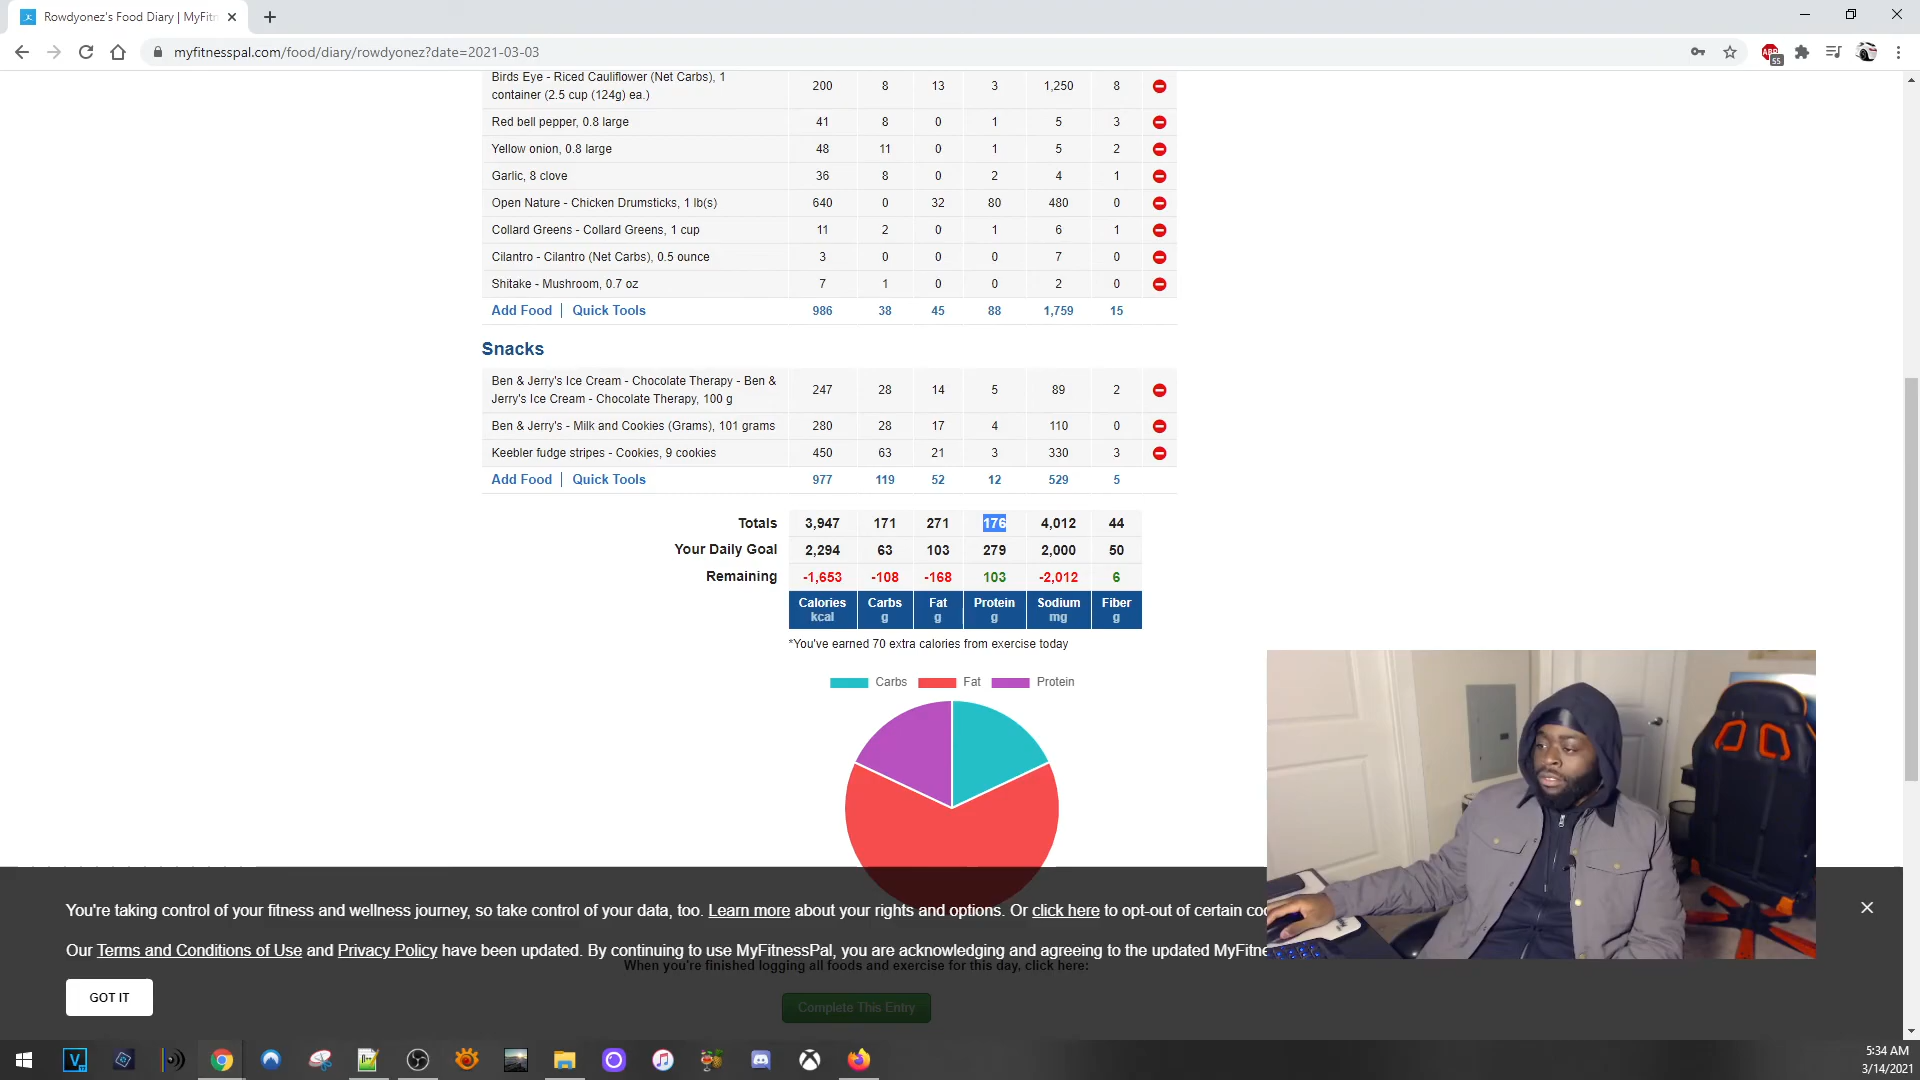 Rowdyonez's Food Diary | MyFitn
myfitnesspal.com/food/diary/rowdyonez?date=2021-03-03
ABP
55
Birds Eye - Riced Cauliflower (Net Carbs), 1
container (2.5 cup (124g) ea.) 200 8 13 3 1,250 8
Red bell pepper, 0.8 large 41 8 0 1 5 3
Yellow onion, 0.8 large 48 11 0 1 5 2
Garlic, 8 clove 36 8 0 2 4 1
Open Nature - Chicken Drumsticks, 1 lb(s) 640 0 32 80 480 0
Collard Greens - Collard Greens, 1 cup 11 2 0 1 6 1
Cilantro - Cilantro (Net Carbs), 0.5 ounce 3 0 0 0 7 0
Shitake - Mushroom, 0.7 oz 7 1 0 0 2 0
Add Food | Quick Tools 986 38 45 88 1,759 15
Snacks
Ben & Jerry's Ice Cream - Chocolate Therapy - Ben &
Jerry's Ice Cream - Chocolate Therapy, 100 g 247 28 14 5 89 2
Ben & Jerry's - Milk and Cookies (Grams), 101 grams 280 28 17 4 110 0
Keebler fudge stripes - Cookies, 9 cookies 450 63 21 3 330 3
Add Food | Quick Tools 977 119 52 12 529 5
Totals 3,947 171 271 176 4,012 44
Your Daily Goal 2,294 63 103 279 2,000 50
Remaining -1,653 -108 -168 103 -2,012 6
Calories Carbs Fat Protein Sodium Fiber
kcal g g g mg g
*You've earned 70 extra calories from exercise today
Carbs Fat Protein
You're taking control of your fitness and wellness journey, so take control of your data, too. Learn more about your rights and options. Or click here to opt-out of certain coo
Our Terms and Conditions of Use and Privacy Policy have been updated. By continuing to use MyFitnessPal, you are acknowledging and agreeing to the updated MyFitne
When you're finished logging all foods and exercise for this day, click here:
GOT IT
Complete This Entry
5:34 AM
3/14/2021